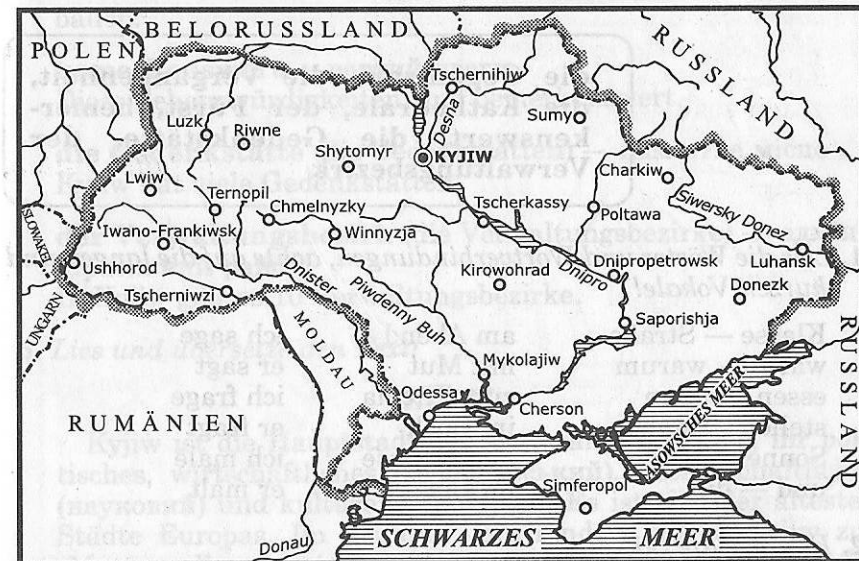 BELORUSSLAND
POLEN
RUSSLAND
Tschernihiw
Desna
Sumy
Luzk
Riwne
Shytomyr
KYJIW
Charkiw
Lwiw
Siwersky Donez
Ternopil
Chmelnyzky
Tscherkassy
Poltawa
SLOWAKEI
Iwano-Frankiwsk
Winnyzja
Luhansk
Ushhorod
Dnister
Kirowohrad
Dnipro
Dnipropetrowsk
Donezk
UNGARN
Tscherniwzi
Piwdenny Buh
Saporishja
MOLDAU
Mykolajiw
RUSSLAND
RUMÄNIEN
Odessa
Cherson
ASOWSCHES MEER
Simferopol
Donau
SCHWARZES MEER